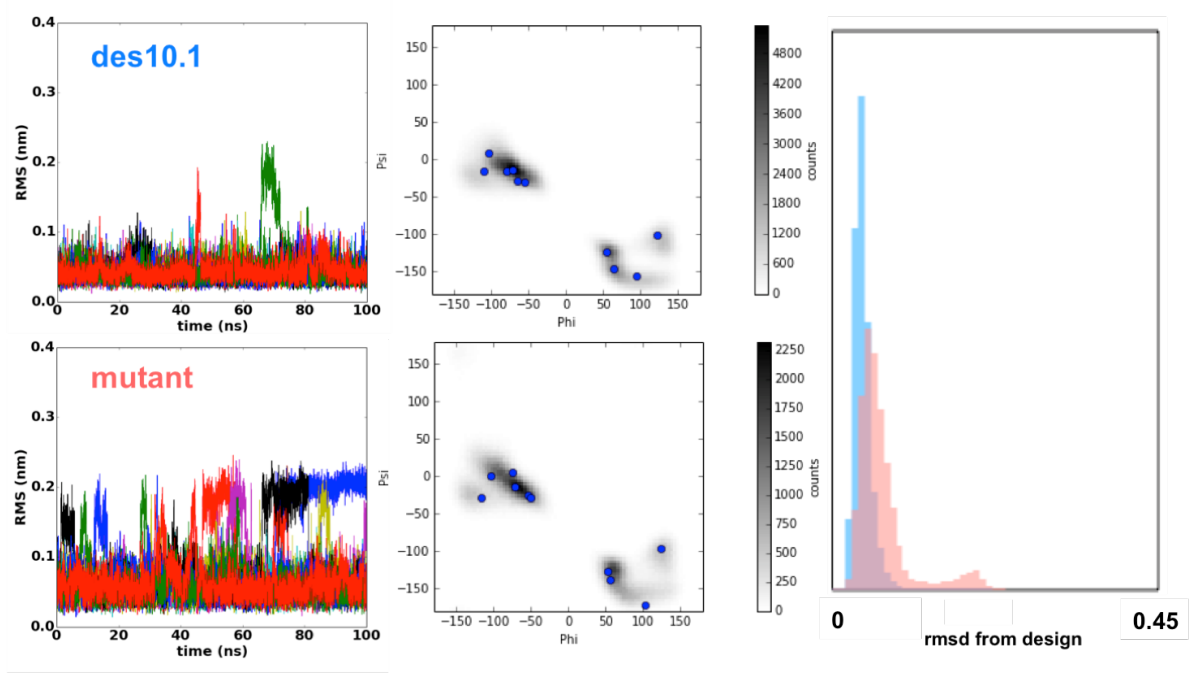 des10.1
RMS (nm)
0.4
0.3
0.2
0.1
0.0
0 20 40 60 80 100
time (ns)
Psi
150
100
50
0
−50
−100
−150
−150 −100 −50 0 50 100 150
Phi
4800
4200
3600
3000
2400
1800
1200
600
0
counts
mutant
RMS (nm)
0.4
0.3
0.2
0.1
0.0
0 20 40 60 80 100
time (ns)
Psi
150
100
50
0
−50
−100
−150
−150 −100 −50 0 50 100 150
Phi
2250
2000
1750
1500
1250
1000
750
500
250
0
counts
0 0.45
rmsd from design